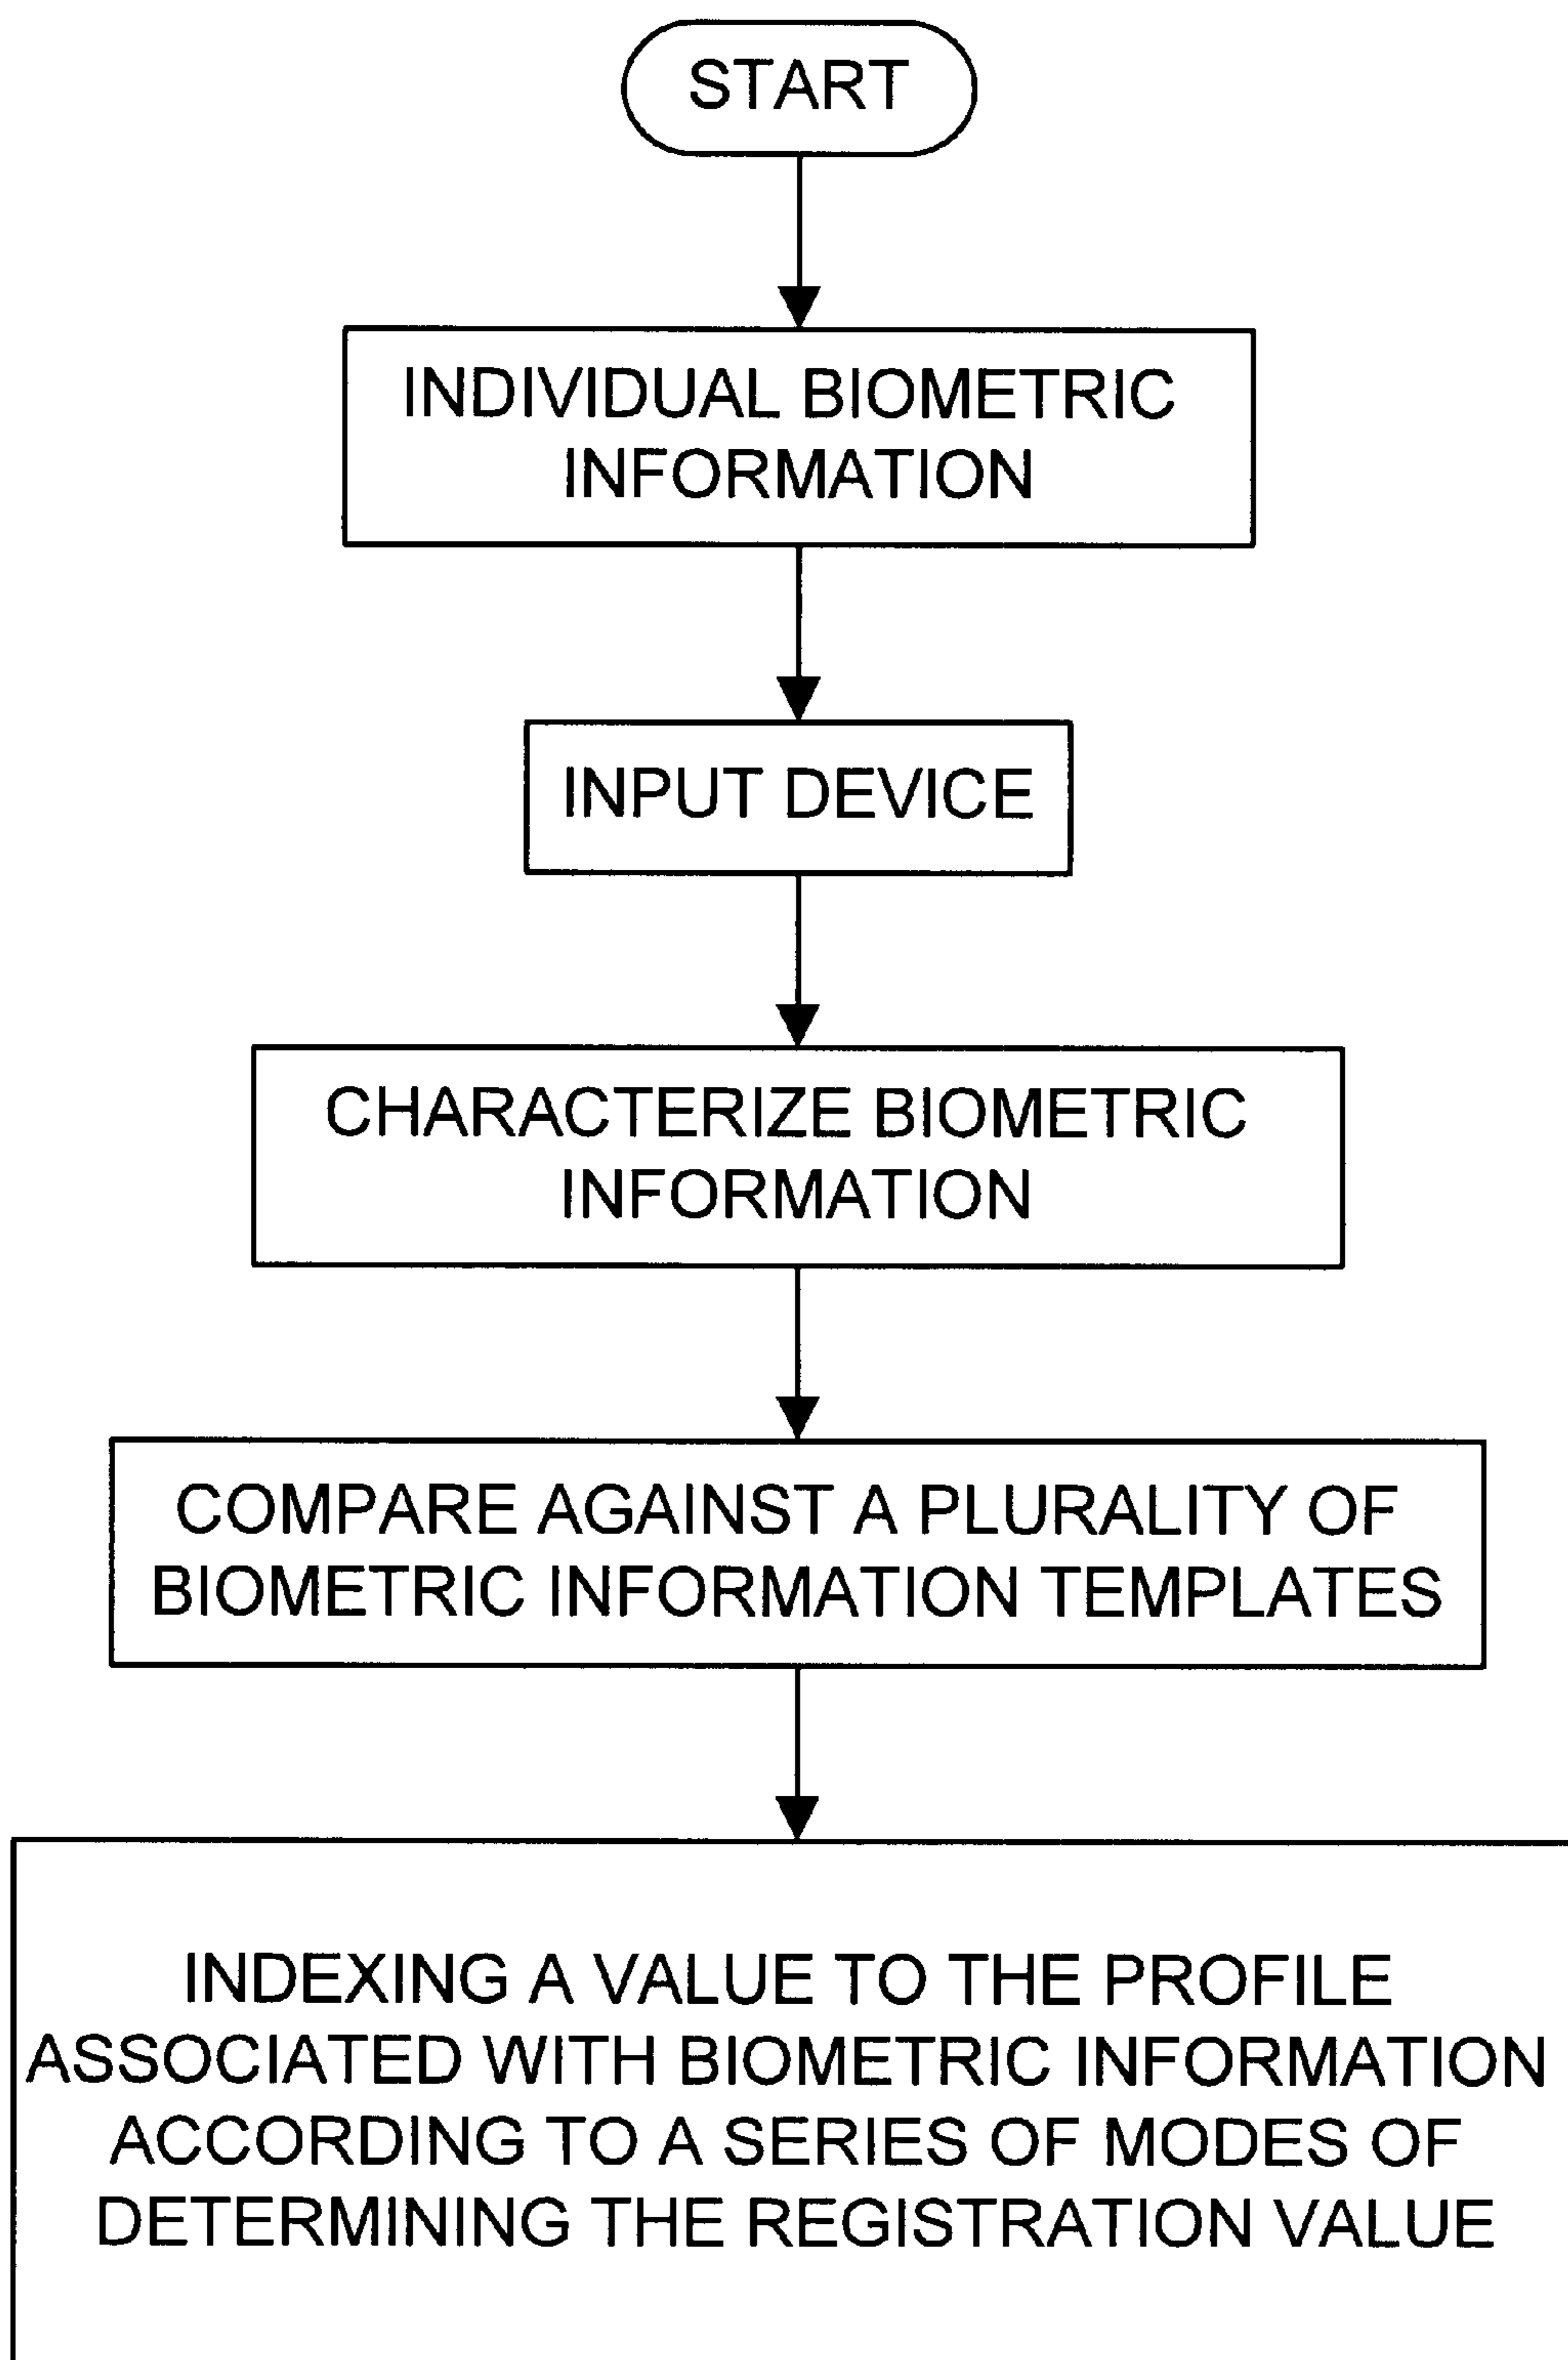 START
INDIVIDUAL BIOMETRIC
INFORMATION
INPUT DEVICE
CHARACTERIZE BIOMETRIC
INFORMATION
COMPARE AGAINST A PLURALITY OF
BIOMETRIC INFORMATION TEMPLATES
INDEXING A VALUE TO THE PROFILE
ASSOCIATED WITH BIOMETRIC INFORMATION
ACCORDING TO A SERIES OF MODES OF
DETERMINING THE REGISTRATION VALUE